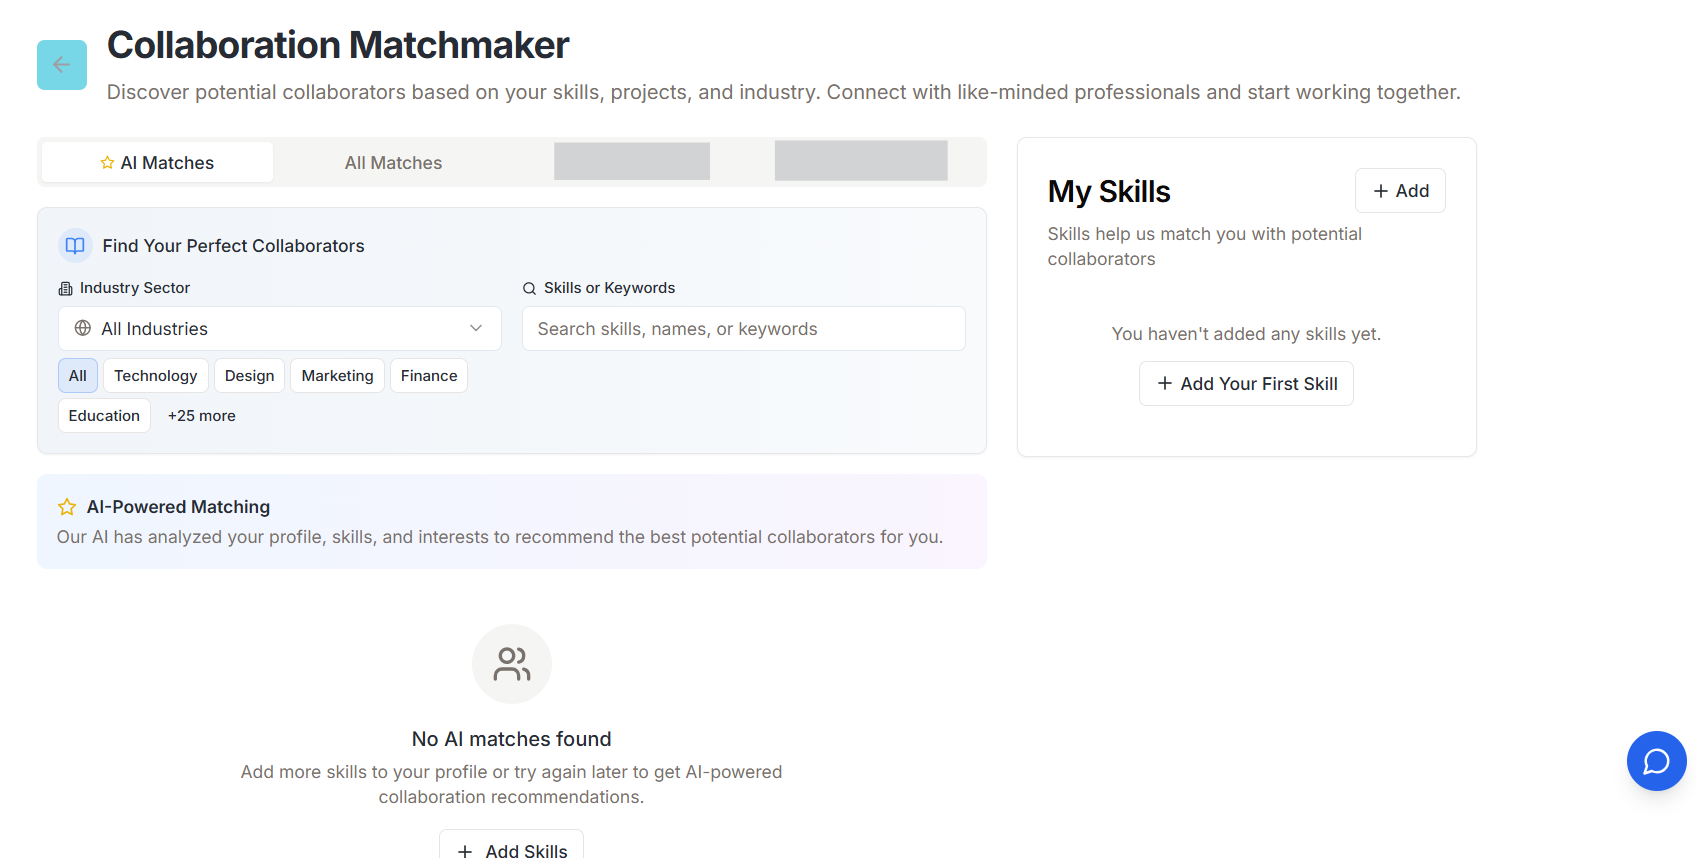 Collaboration Matchmaker
Discover potential collaborators based on your skills, projects, and industry. Connect with like-minded professionals and start working together.
AI Matches
All Matches
Find Your Perfect Collaborators
Industry Sector
Skills or Keywords
All Industries
Search skills, names, or keywords
All
Technology
Design
Marketing
Finance
Education
+25 more
AI-Powered Matching
Our AI has analyzed your profile, skills, and interests to recommend the best potential collaborators for you.
No AI matches found
Add more skills to your profile or try again later to get AI-powered
collaboration recommendations.
Add Skills
My Skills
Add
Skills help us match you with potential
collaborators
You haven't added any skills yet.
Add Your First Skill